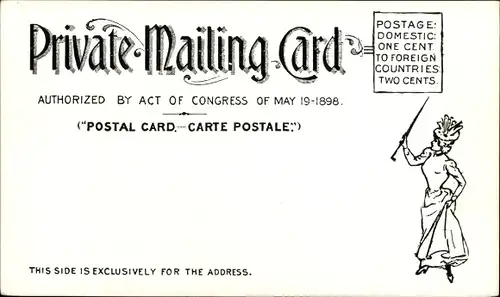 Private Mailing Card
POSTAGE:
DOMESTIC:
ONE CENT.
TO FOREIGN
COUNTRIES
TWO CENTS.
AUTHORIZED BY ACT OF CONGRESS OF MAY 19-1898.
("POSTAL CARD.—CARTE POSTALE.")
THIS SIDE IS EXCLUSIVELY FOR THE ADDRESS.